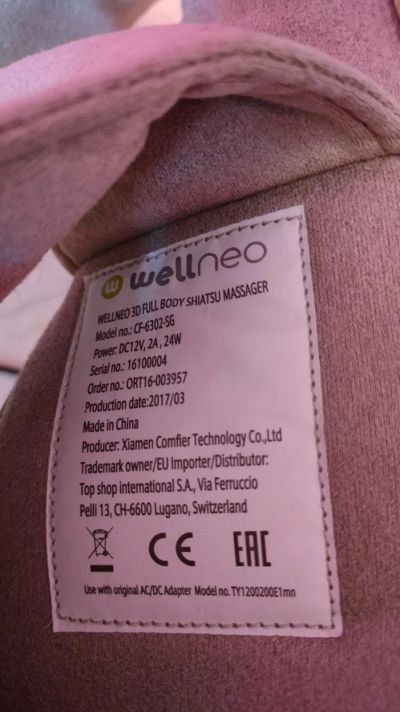 w wellneo
WELLNEO 3D FULL BODY SHIATSU MASSAGER
Model no.: CF-6302-SG
Power: DC12V, 2A , 24W
Serial no.: 16100004
Order no.: ORT16-003957
Production date:2017/03
Made in China
Producer: Xiamen Comfier Technology Co.,Ltd
Trademark owner/EU Importer/Distributor:
Top shop international S.A., Via Ferruccio
Pelli 13, CH-6600 Lugano, Switzerland
CE EAC
Use with original AC/DC Adapter Model no. TY1200200E1mn